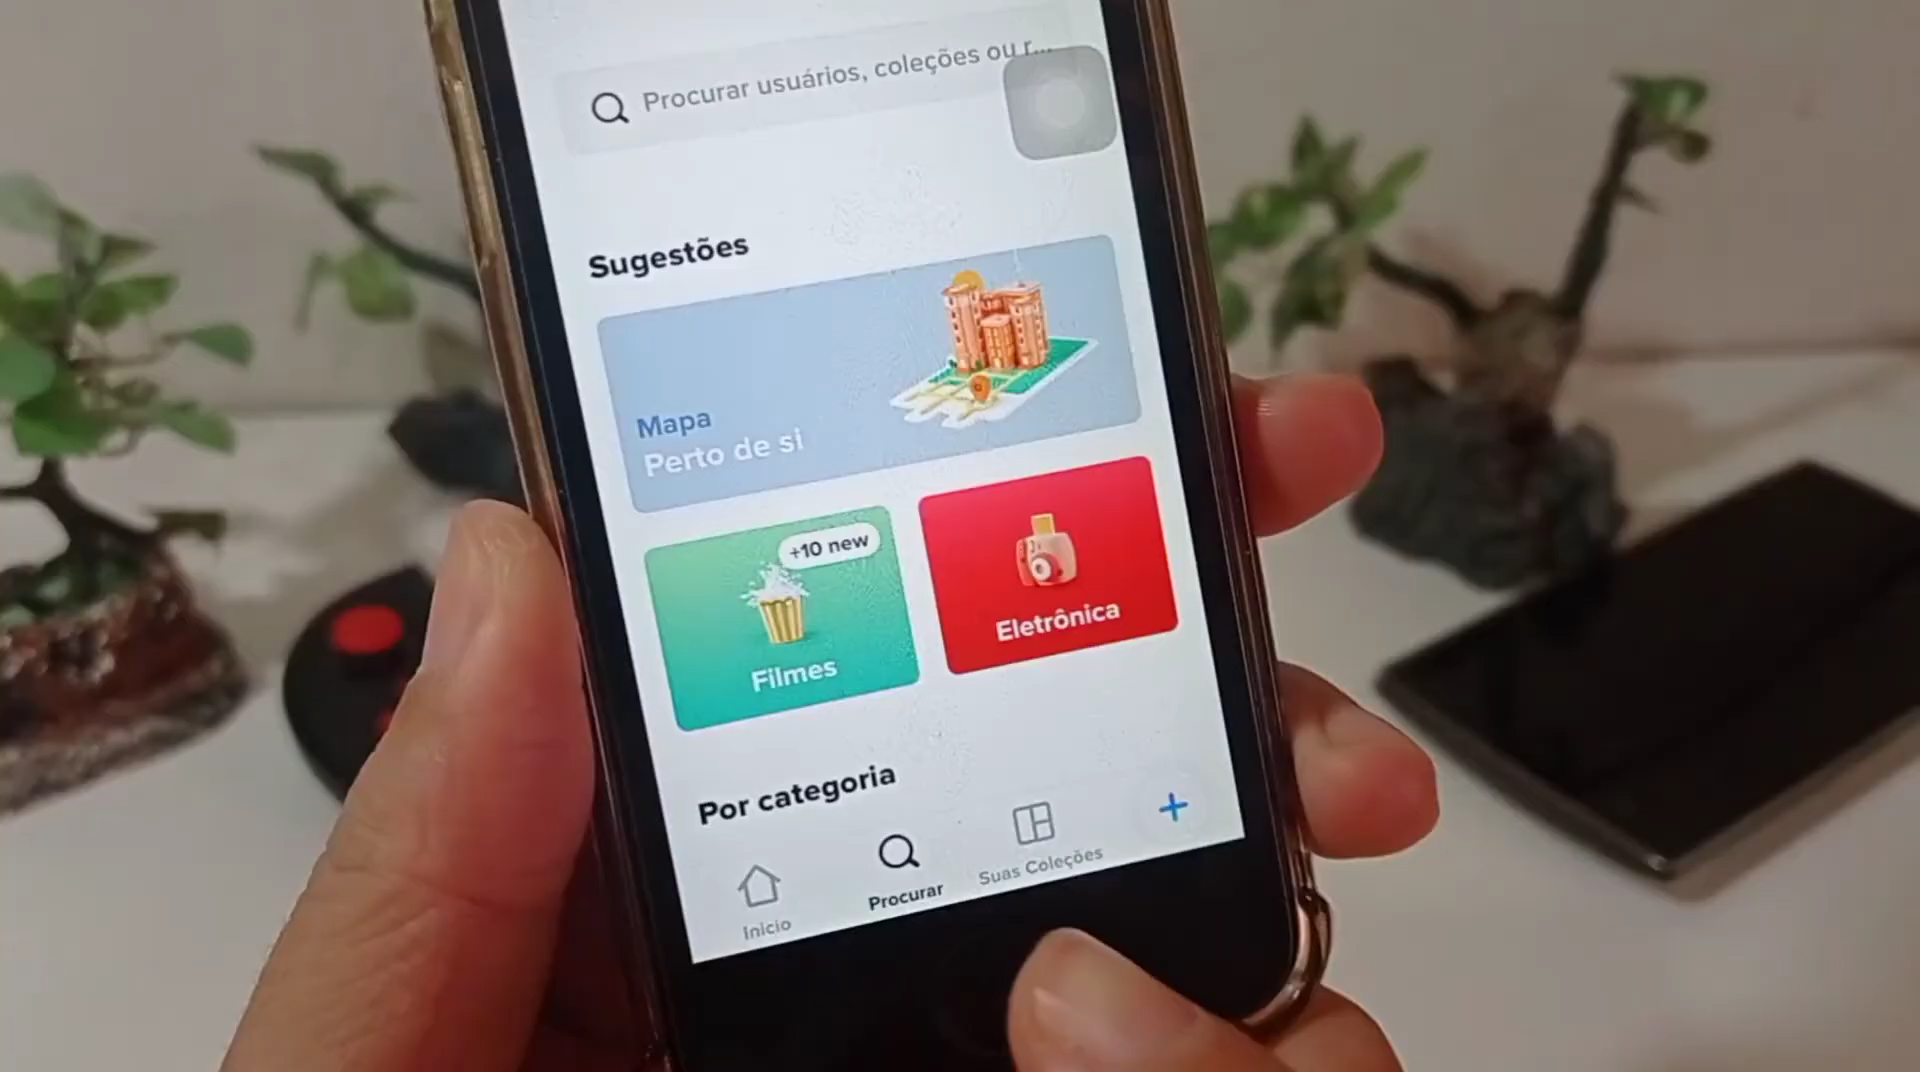 Procurar usuários, coleções ou r...
Sugestões
Mapa
Perto de si
+10 new
Filmes
Eletrônica
Por categoria
Início
Procurar
Suas Coleções